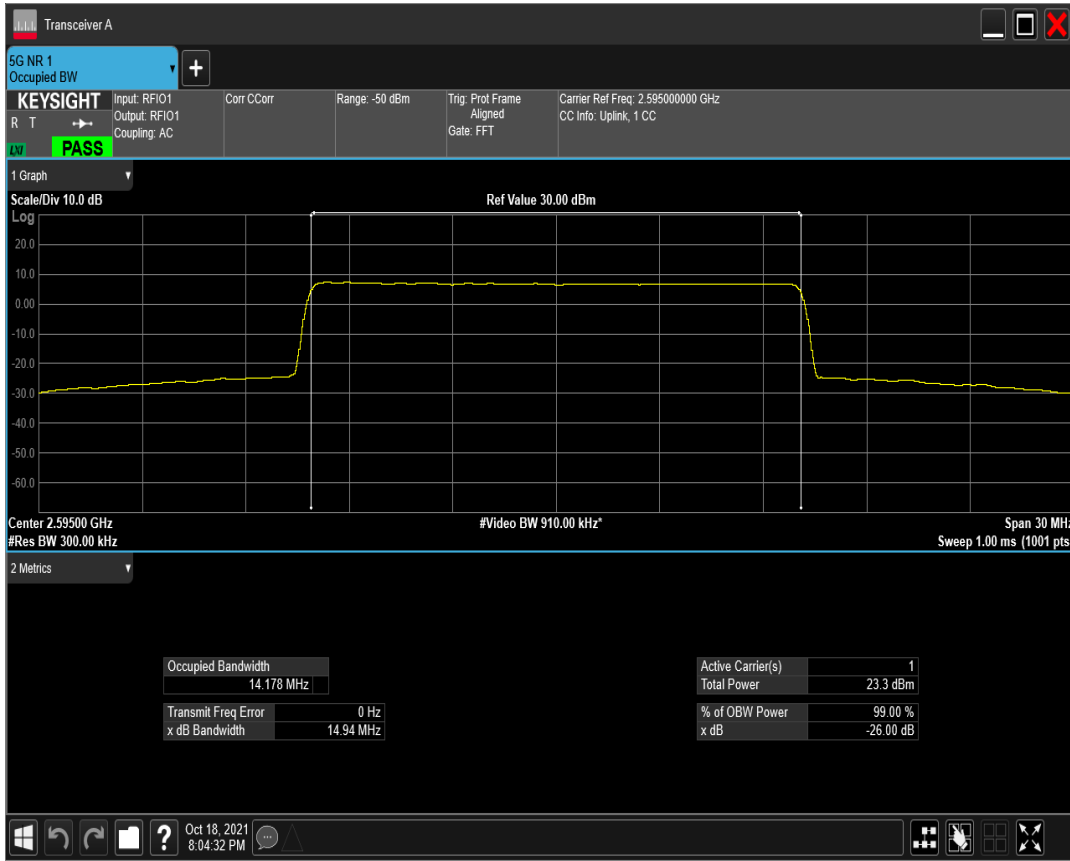 Transceiver A
5G NR 1
Occupied BW
KEYSIGHT
R T
LXI
PASS
Input: RFIO1
Output: RFIO1
Coupling: AC
Corr CCorr
Range: -50 dBm
Trig: Prot Frame
Aligned
Gate: FFT
Carrier Ref Freq: 2.595000000 GHz
CC Info: Uplink, 1 CC
1 Graph
Scale/Div 10.0 dB
Ref Value 30.00 dBm
Log
20.0
10.0
0.00
-10.0
-20.0
-30.0
-40.0
-50.0
-60.0
Center 2.59500 GHz
#Video BW 910.00 kHz*
Span 30 MHz
#Res BW 300.00 kHz
Sweep 1.00 ms (1001 pts
2 Metrics
Occupied Bandwidth
14.178 MHz
Transmit Freq Error 0 Hz
x dB Bandwidth 14.94 MHz
Active Carrier(s) 1
Total Power 23.3 dBm
% of OBW Power 99.00 %
x dB -26.00 dB
?
Oct 18, 2021
8:04:32 PM